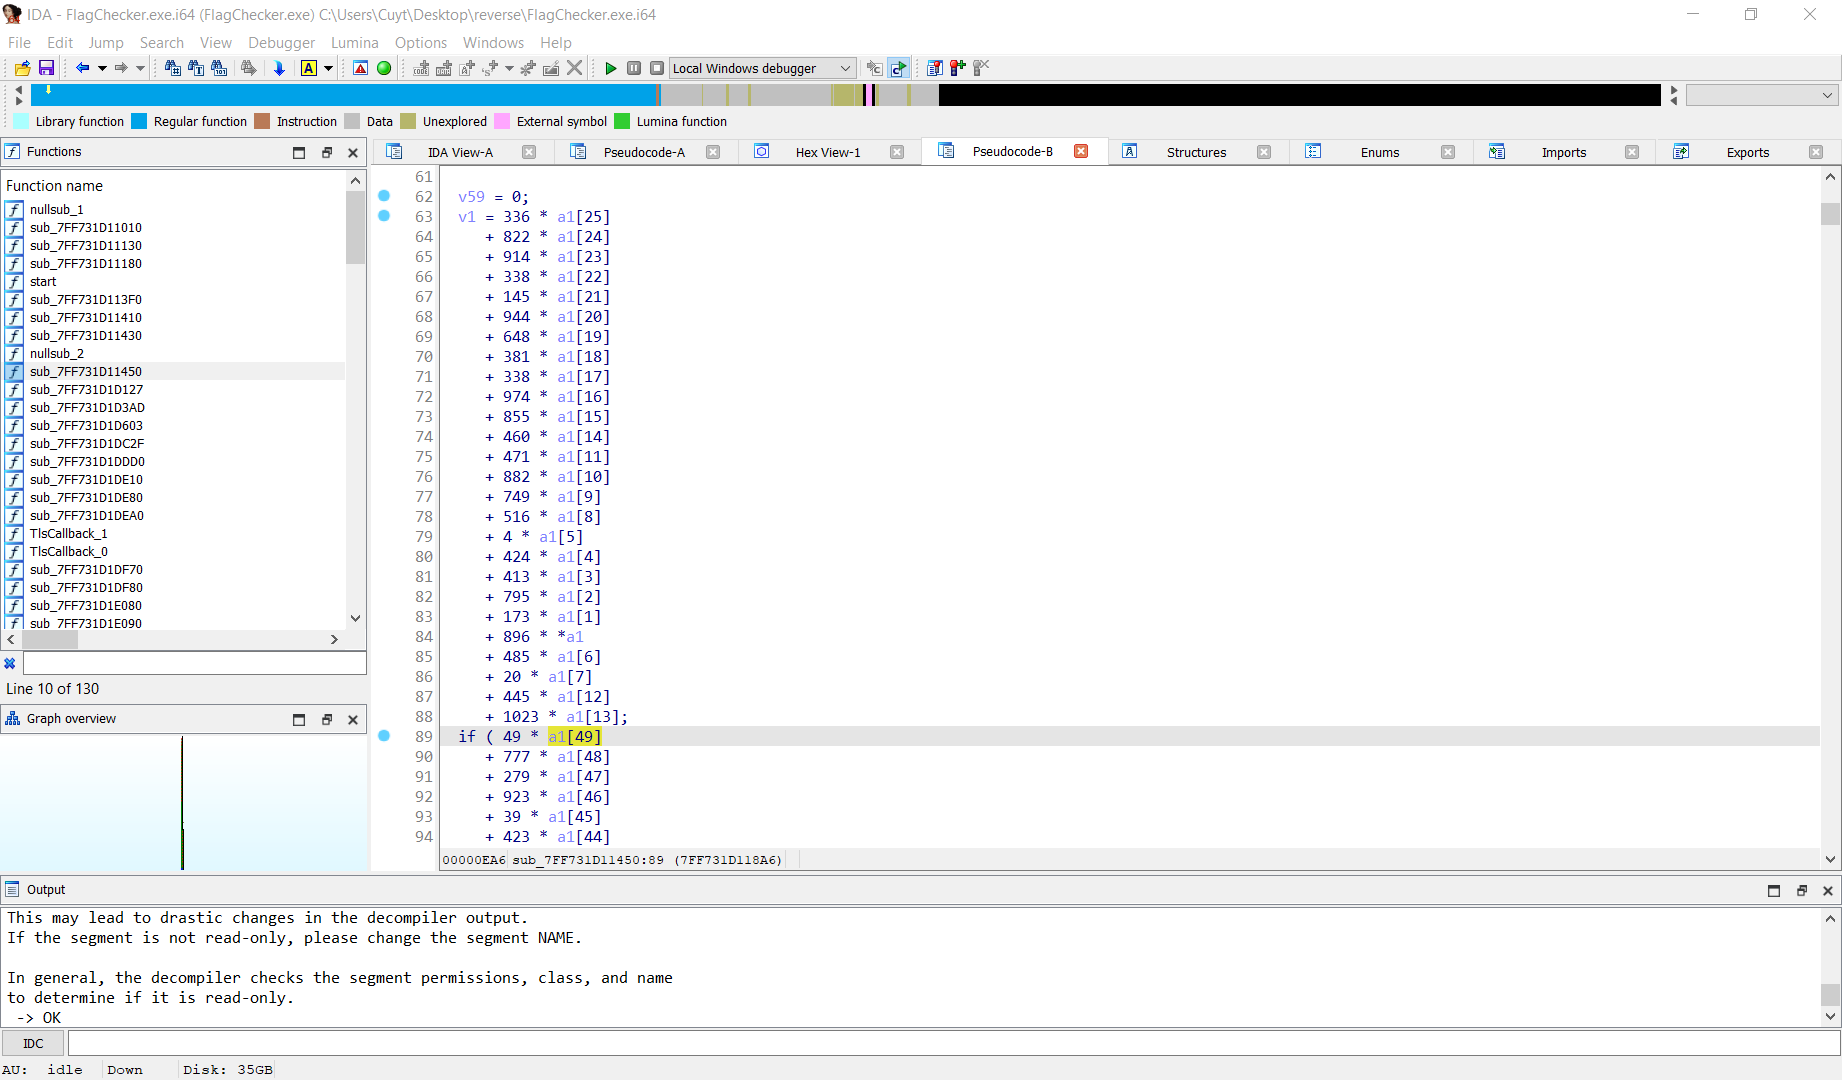 IDA - FlagChecker.exe.i64 (FlagChecker.exe) C:\Users\Cuyt\Desktop\reverse\FlagChecker.exe.i64
File Edit Jump Search View Debugger Lumina Options Windows Help
Local Windows debugger
Library function Regular function Instruction Data Unexplored External symbol Lumina function
Functions
IDA View-A Pseudocode-A Hex View-1 Pseudocode-B Structures Enums Imports Exports
Function name
nullsub_1
sub_7FF731D11010
sub_7FF731D11130
sub_7FF731D11180
start
sub_7FF731D113F0
sub_7FF731D11410
sub_7FF731D11430
nullsub_2
sub_7FF731D11450
sub_7FF731D1D127
sub_7FF731D1D3AD
sub_7FF731D1D603
sub_7FF731D1DC2F
sub_7FF731D1DDD0
sub_7FF731D1DE10
sub_7FF731D1DE80
sub_7FF731D1DEA0
TlsCallback_1
TlsCallback_0
sub_7FF731D1DF70
sub_7FF731D1DF80
sub_7FF731D1E080
sub_7FF731D1E090
Line 10 of 130
Graph overview
61
62 v59 = 0;
63 v1 = 336 * a1[25]
64 + 822 * a1[24]
65 + 914 * a1[23]
66 + 338 * a1[22]
67 + 145 * a1[21]
68 + 944 * a1[20]
69 + 648 * a1[19]
70 + 381 * a1[18]
71 + 338 * a1[17]
72 + 974 * a1[16]
73 + 855 * a1[15]
74 + 460 * a1[14]
75 + 471 * a1[11]
76 + 882 * a1[10]
77 + 749 * a1[9]
78 + 516 * a1[8]
79 + 4 * a1[5]
80 + 424 * a1[4]
81 + 413 * a1[3]
82 + 795 * a1[2]
83 + 173 * a1[1]
84 + 896 * *a1
85 + 485 * a1[6]
86 + 20 * a1[7]
87 + 445 * a1[12]
88 + 1023 * a1[13];
89 if ( 49 * a1[49]
90 + 777 * a1[48]
91 + 279 * a1[47]
92 + 923 * a1[46]
93 + 39 * a1[45]
94 + 423 * a1[44]
00000EA6 sub_7FF731D11450:89 (7FF731D118A6)
Output
This may lead to drastic changes in the decompiler output.
If the segment is not read-only, please change the segment NAME.
In general, the decompiler checks the segment permissions, class, and name
to determine if it is read-only.
-> OK
IDC
AU: idle Down Disk: 35GB